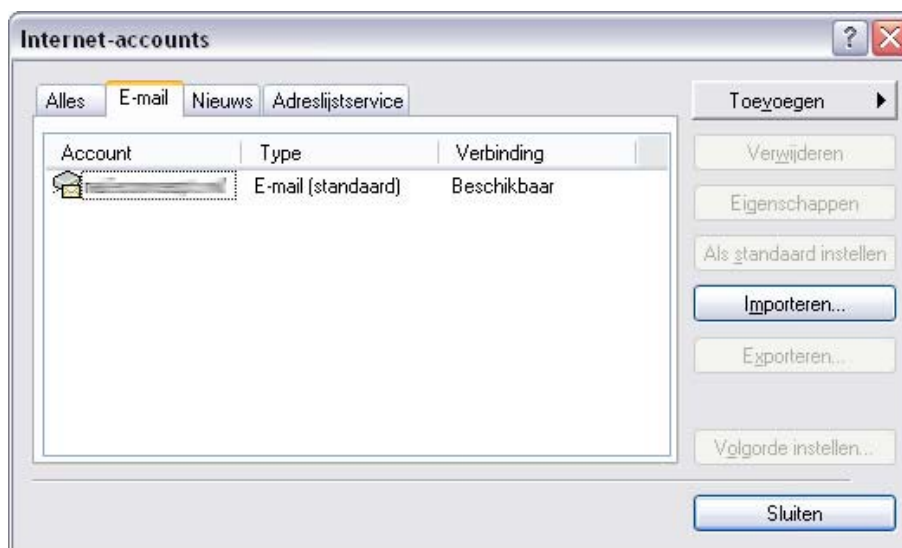 Internet-accounts
Alles E-mail Nieuws Adreslijstservice
Account Type Verbinding
E-mail (standaard) Beschikbaar
Toevoegen
Verwijderen
Eigenschappen
Als standaard instellen
Importeren...
Exporteren...
Volgorde instellen...
Sluiten